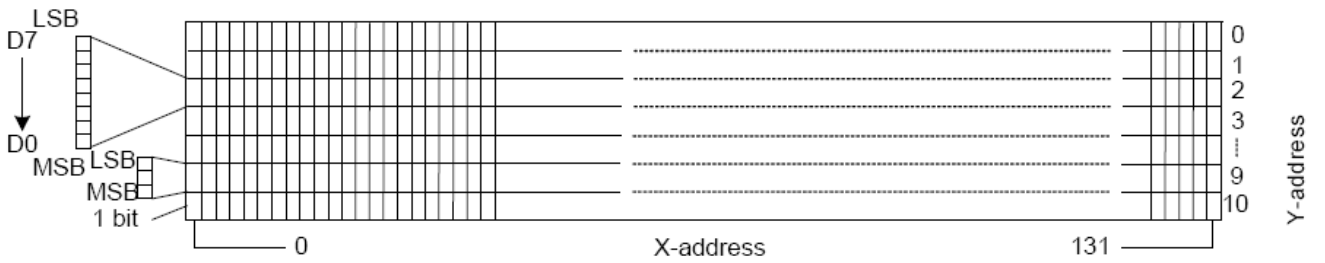 LSB
D7
D0
MSB
LSB
MSB
1 bit
0
1
2
3
9
10
Y-address
0
X-address
131